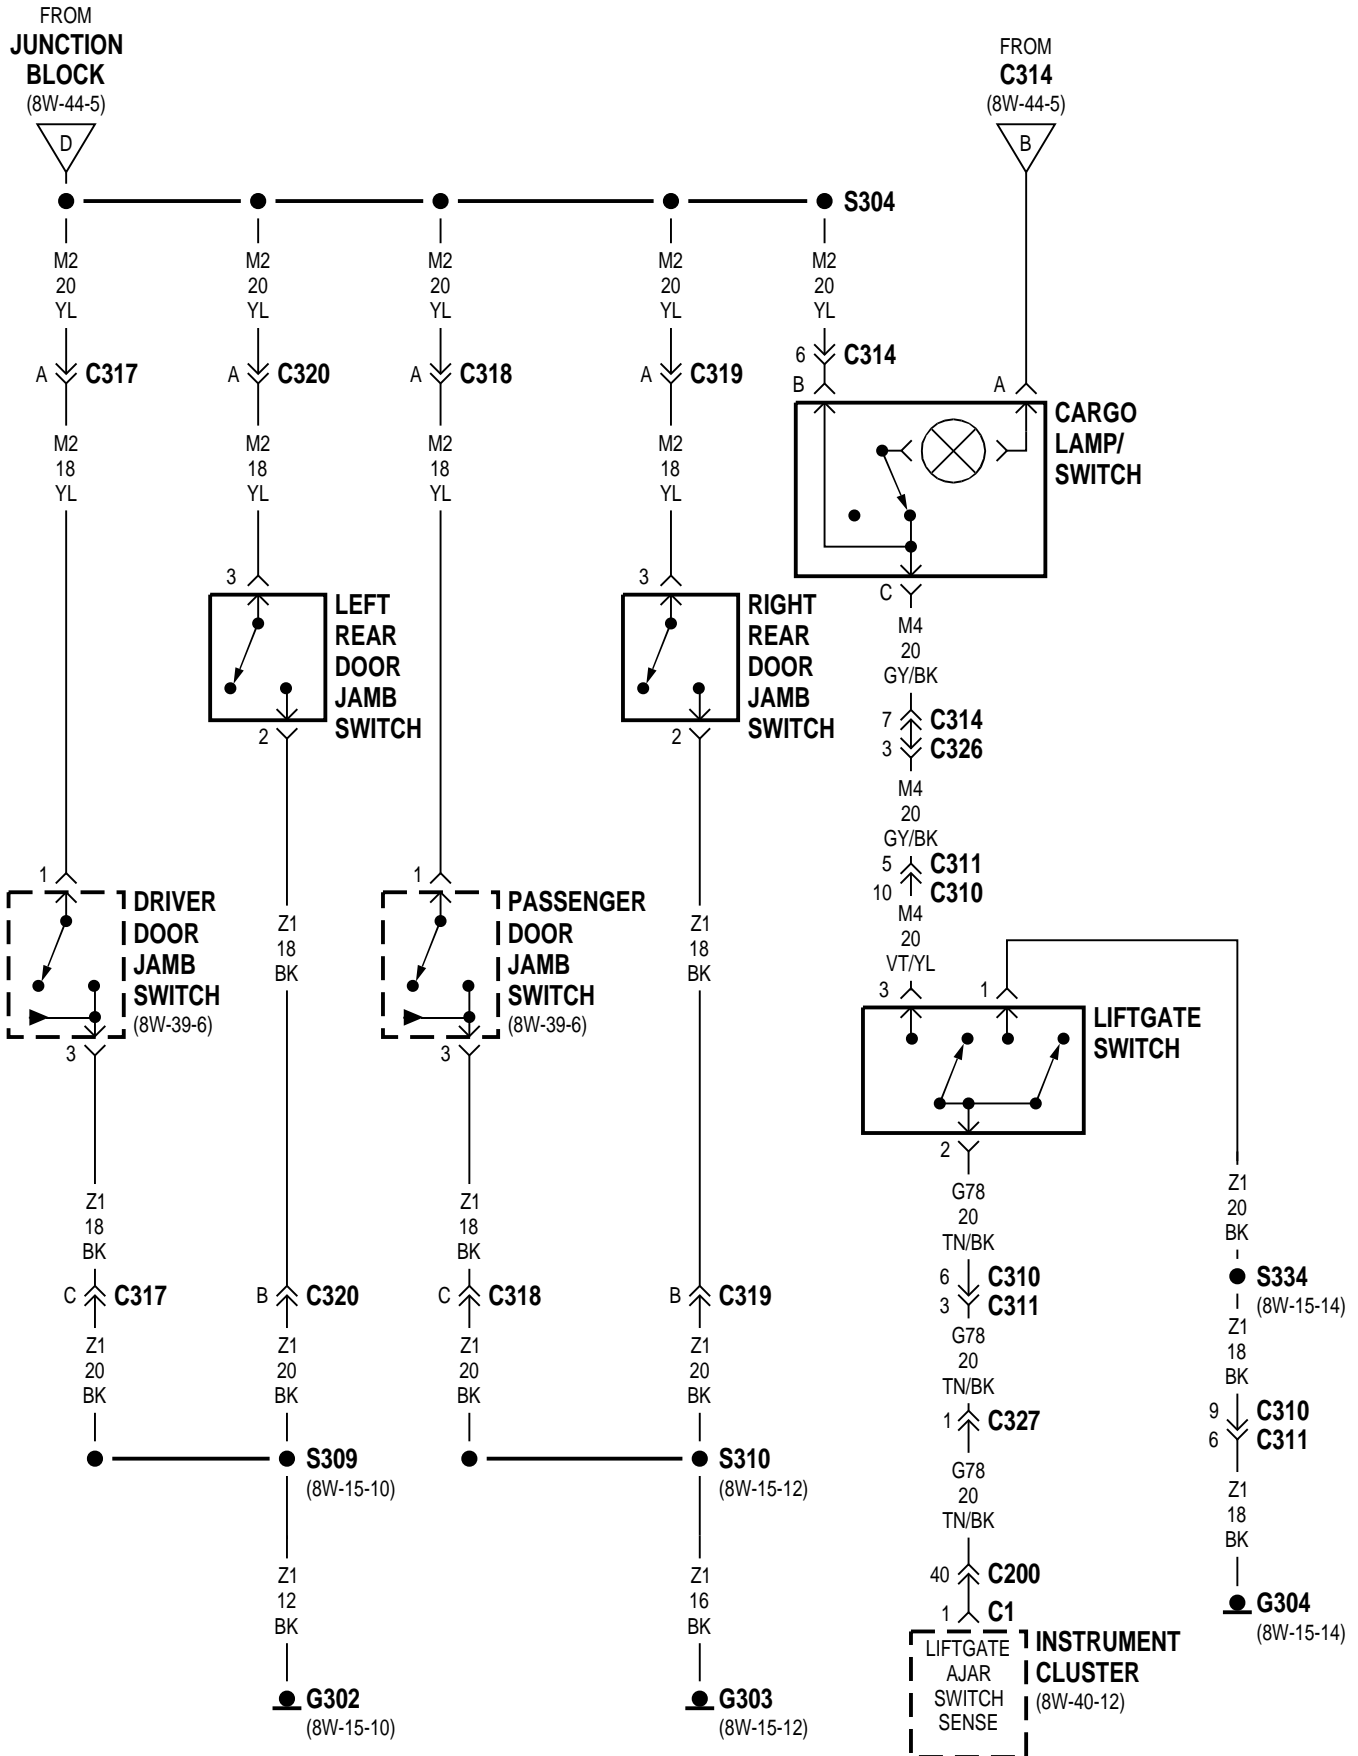 FROM
JUNCTION
BLOCK
(8W-44-5)
D
FROM
C314
(8W-44-5)
B
S304
M2
20
YL
M2
20
YL
M2
20
YL
M2
20
YL
M2
20
YL
A
C317
A
C320
A
C318
A
C319
6
C314
B
A
M2
18
YL
M2
18
YL
M2
18
YL
M2
18
YL
CARGO
LAMP/
SWITCH
3
LEFT
REAR
DOOR
JAMB
SWITCH
2
3
RIGHT
REAR
DOOR
JAMB
SWITCH
2
C
M4
20
GY/BK
7
C314
3
C326
M4
20
GY/BK
5
C311
10
C310
M4
20
VT/YL
1
DRIVER
DOOR
JAMB
SWITCH
(8W-39-6)
3
Z1
18
BK
1
PASSENGER
DOOR
JAMB
SWITCH
(8W-39-6)
3
Z1
18
BK
3
1
LIFTGATE
SWITCH
2
Z1
18
BK
Z1
18
BK
G78
20
TN/BK
Z1
20
BK
C
C317
B
C320
C
C318
B
C319
6
C310
3
C311
S334
(8W-15-14)
Z1
20
BK
Z1
20
BK
Z1
20
BK
Z1
20
BK
G78
20
TN/BK
Z1
18
BK
1
C327
9
C310
6
C311
S309
(8W-15-10)
S310
(8W-15-12)
G78
20
TN/BK
Z1
18
BK
Z1
12
BK
Z1
16
BK
40
C200
1
C1
G304
(8W-15-14)
LIFTGATE
AJAR
SWITCH
SENSE
INSTRUMENT
CLUSTER
(8W-40-12)
G302
(8W-15-10)
G303
(8W-15-12)